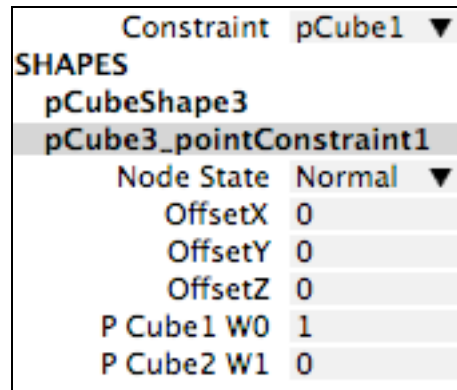 Constraint pCube1 ▼
SHAPES
pCubeShape3
pCube3_pointConstraint1
Node State Normal ▼
OffsetX 0
OffsetY 0
OffsetZ 0
P Cube1 W0 1
P Cube2 W1 0